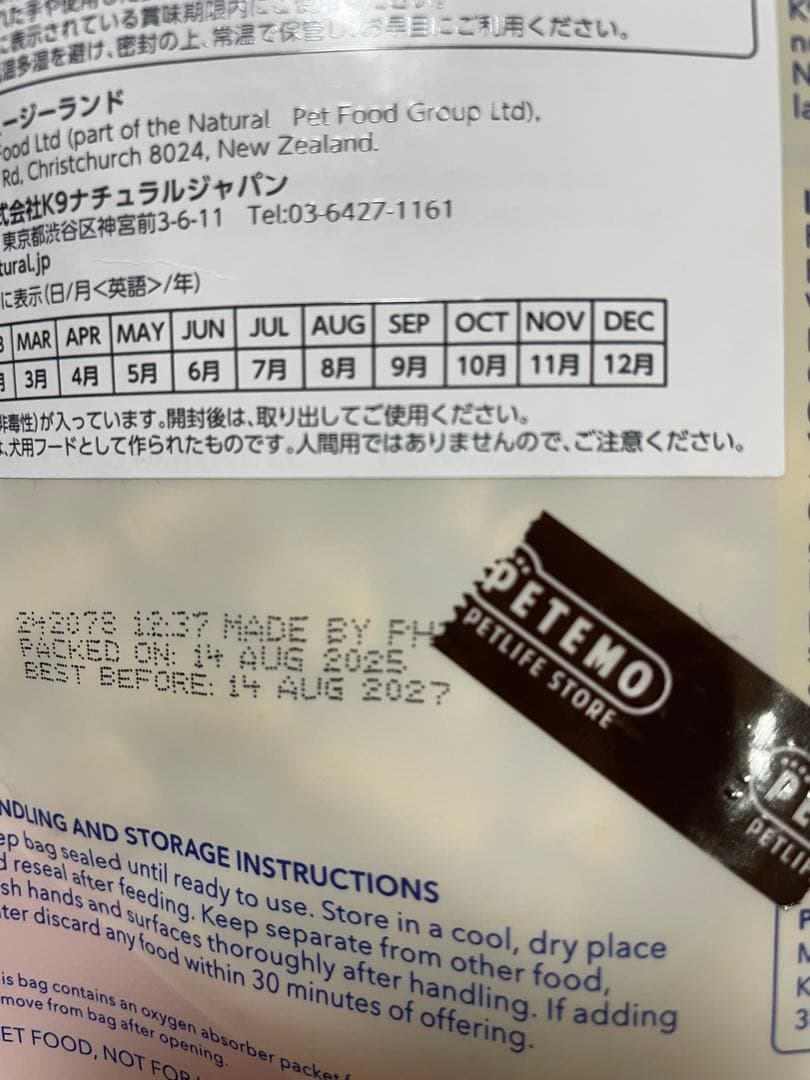 に表示されている賞味期限内に
温多湿を避け、密封の上、常温で保管し、お早目にご利用ください。
ージーランド
Food Ltd (part of the Natural Pet Food Group Ltd),
Rd, Christchurch 8024, New Zealand.
式会社K9ナチュラルジャパン
東京都渋谷区神宮前3-6-11 Tel:03-6427-1161
tural.jp
に表示(日/月<英語>/年)
MAR APR MAY JUN JUL AUG SEP OCT NOV DEC
3月 4月 5月 6月 7月 8月 9月 10月 11月 12月
非毒性)が入っています。開封後は、取り出してご使用ください。
は、犬用フードとして作られたものです。人間用ではありませんので、ご注意ください。
242078 12:37 MADE BY PH
PACKED ON: 14 AUG 2025
BEST BEFORE: 14 AUG 2027
PETEMO
PETLIFE STORE
PE
PETLIF
NDLING AND STORAGE INSTRUCTIONS
ep bag sealed until ready to use. Store in a cool, dry place
d reseal after feeding. Keep separate from other food,
sh hands and surfaces thoroughly after handling. If adding
ter discard any food within 30 minutes of offering.
is bag contains an oxygen absorber packet
move from bag after opening.
ET FOOD, NOT FOR